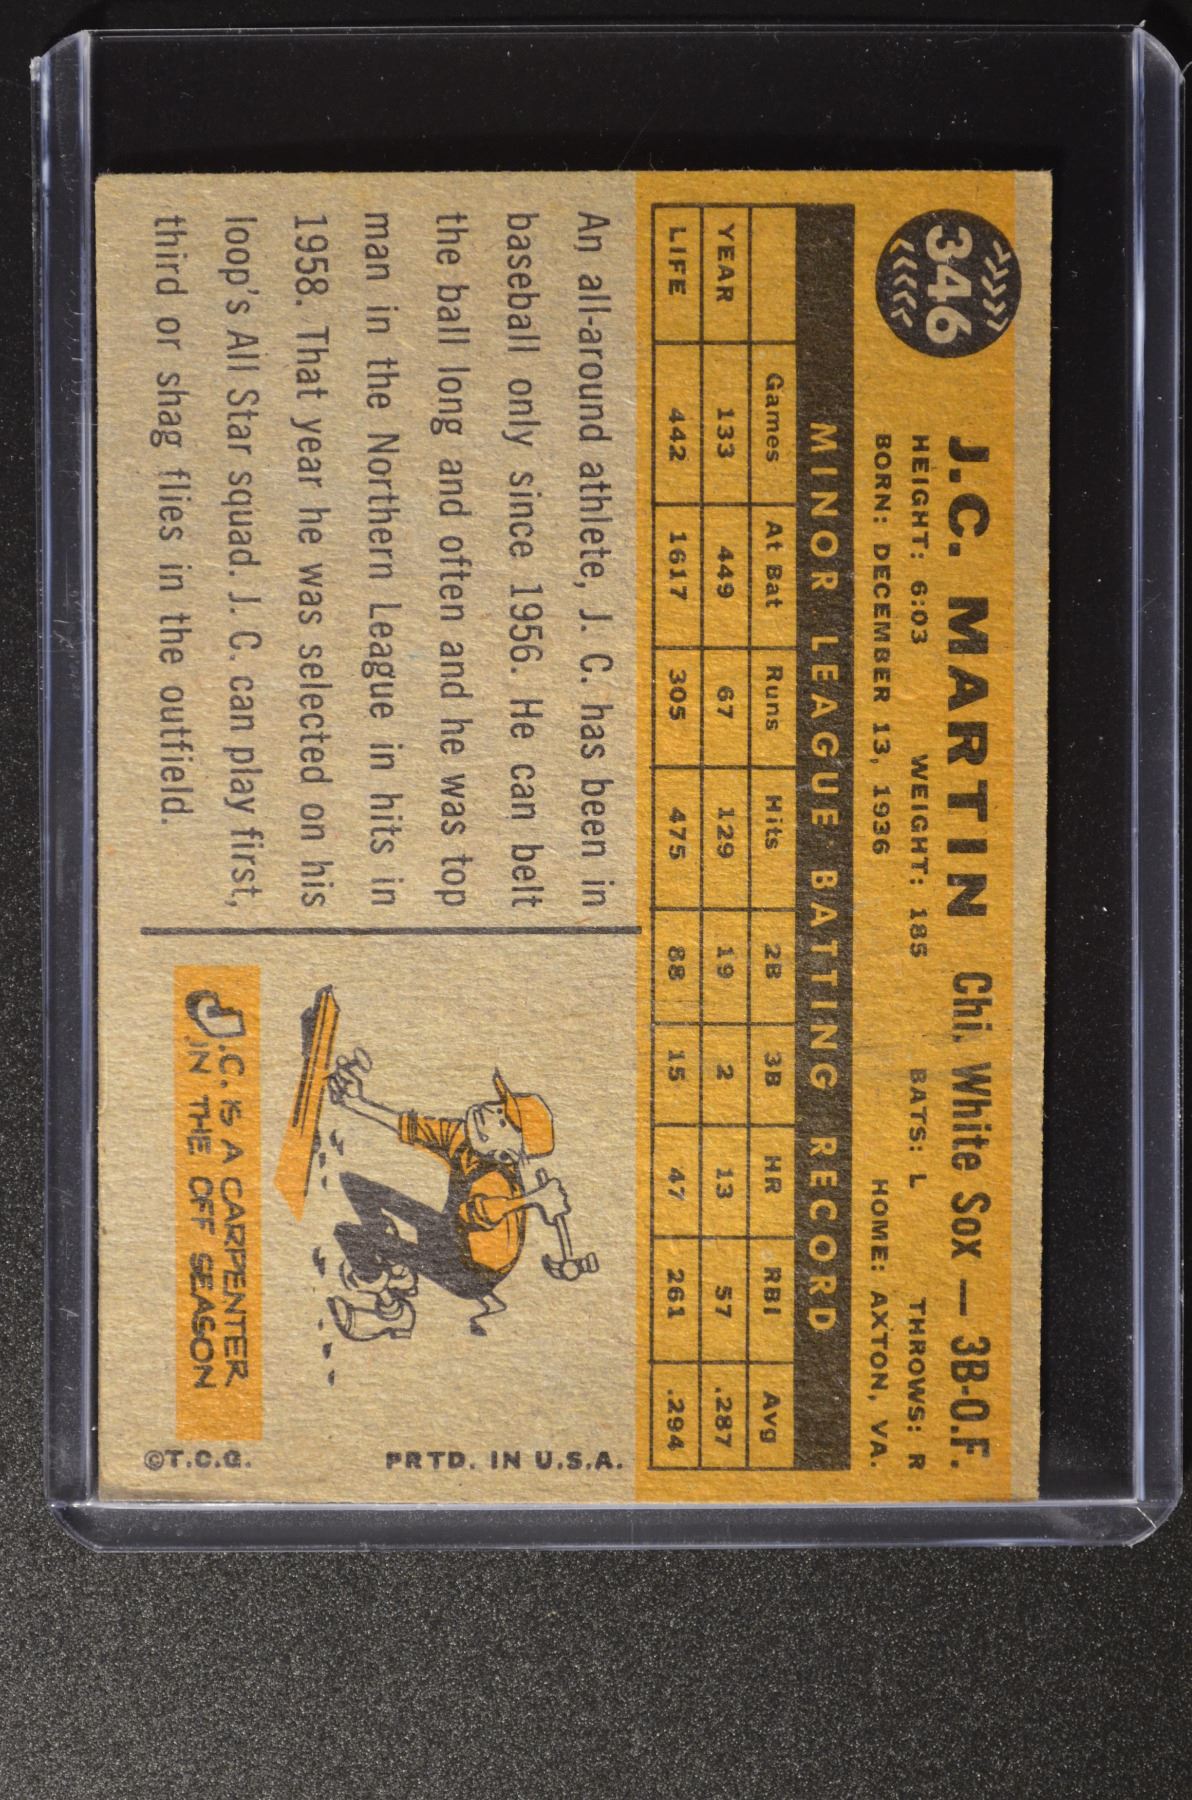 346
J.C. MARTIN Chi. White Sox — 3B-O.F.
HEIGHT: 6:03 WEIGHT: 185 BATS: L THROWS: R
BORN: DECEMBER 13, 1936 HOME: AXTON, VA.
MINOR LEAGUE BATTING RECORD
Games At Bat Runs Hits 2B 3B HR RBI Avg
YEAR 133 449 67 129 19 2 13 57 .287
LIFE 442 1617 305 475 88 15 47 261 .294
An all-around athlete, J. C. has been in
baseball only since 1956. He can belt
the ball long and often and he was top
man in the Northern League in hits in
1958. That year he was selected on his
loop's All Star squad. J. C. can play first,
third or shag flies in the outfield.
J.C. IS A CARPENTER
IN THE OFF SEASON
PRTD. IN U.S.A.
©T.C.G.